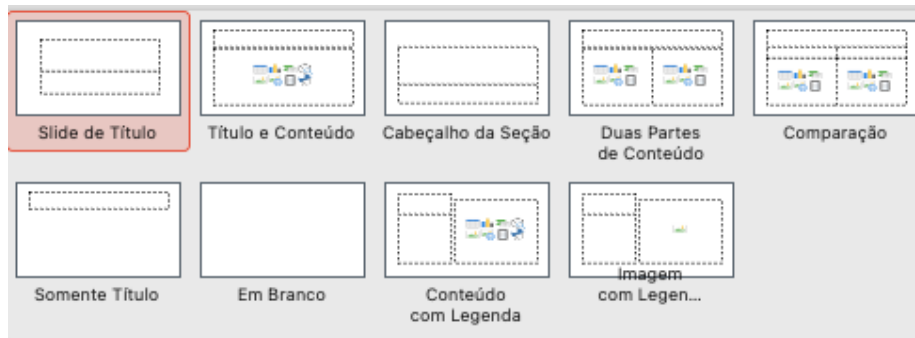 Slide de Título
Título e Conteúdo
Cabeçalho da Seção
Duas Partes
de Conteúdo
Comparação
Somente Título
Em Branco
Conteúdo
com Legenda
Imagem
com Legen...